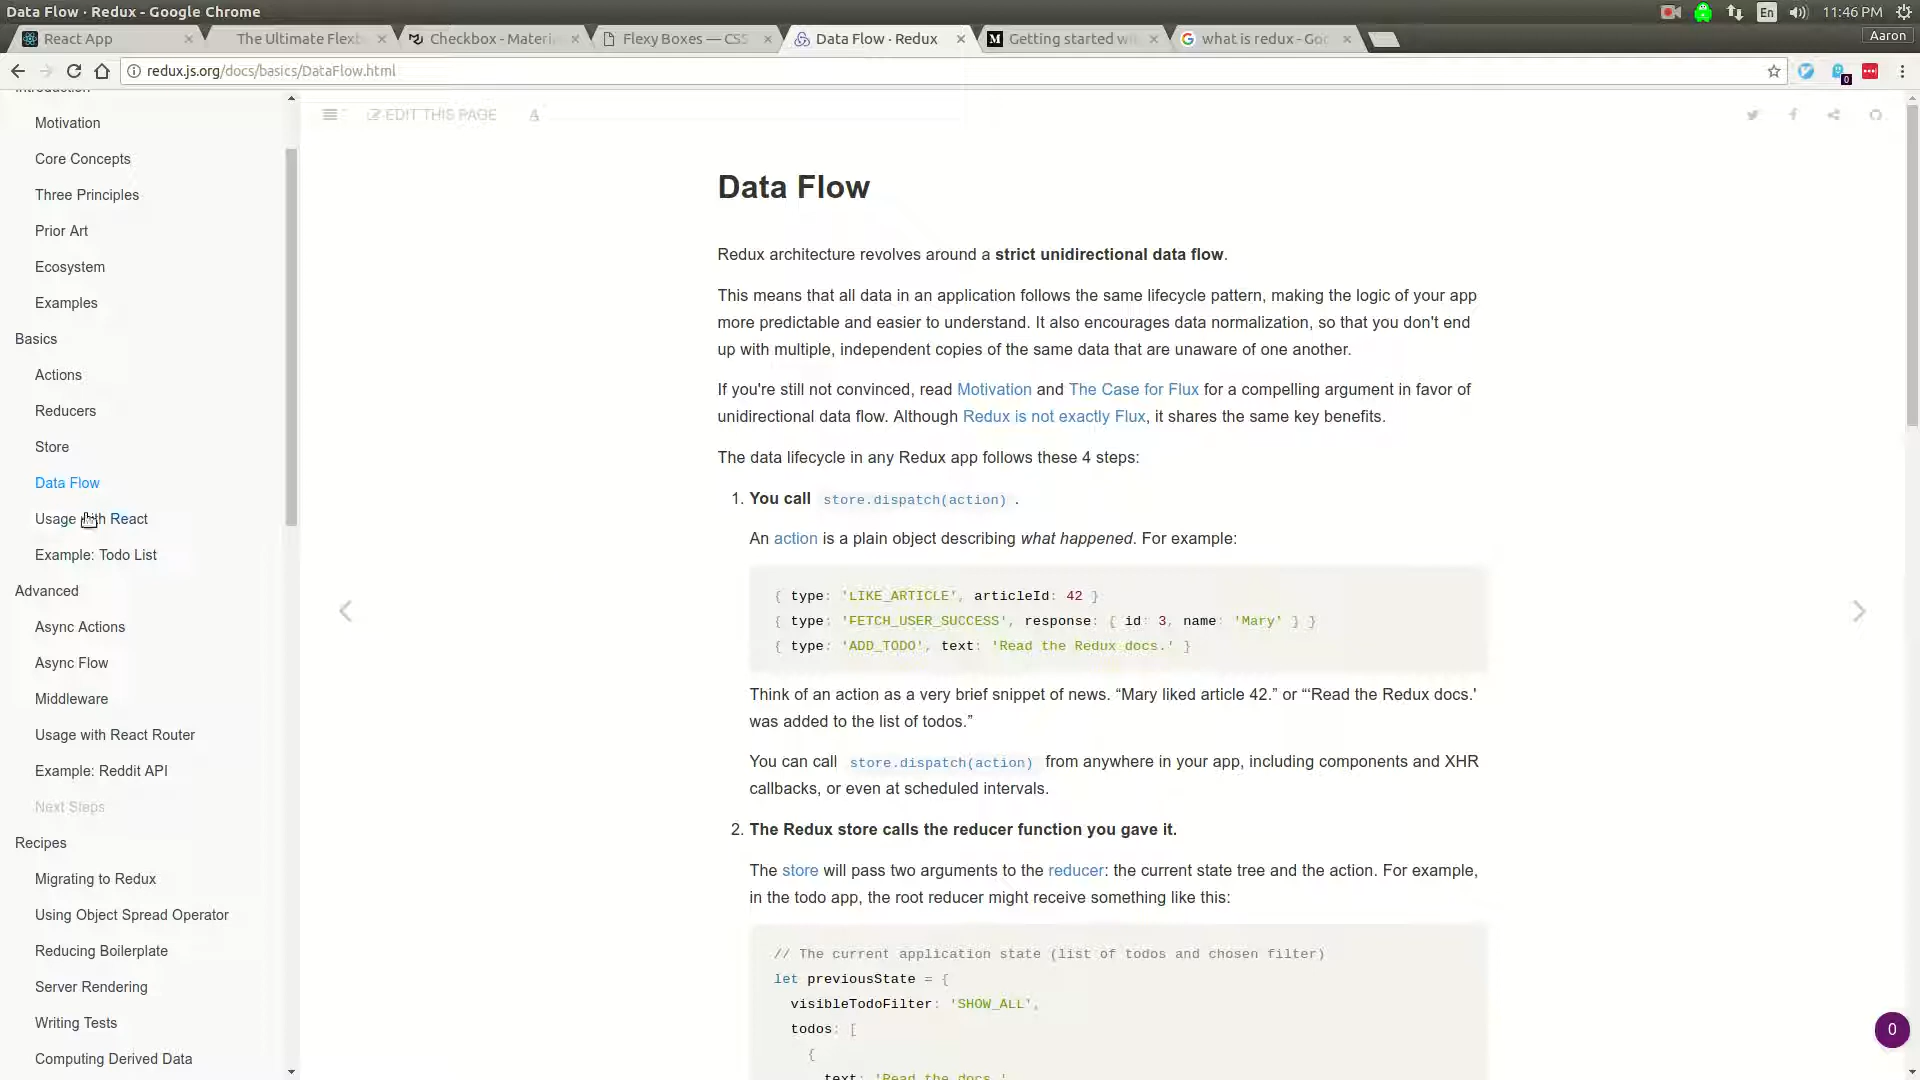 Data Flow · Redux - Google Chrome
En
11:46 PM
React App
The Ultimate Flexb
Checkbox - Materi
Flexy Boxes — CSS
Data Flow · Redux
Getting started wi
what is redux - Goo
Aaron
redux.js.org/docs/basics/DataFlow.html
0
Introduction
Motivation
Core Concepts
Three Principles
Prior Art
Ecosystem
Examples
Basics
Actions
Reducers
Store
Data Flow
Usage with React
Example: Todo List
Advanced
Async Actions
Async Flow
Middleware
Usage with React Router
Example: Reddit API
Next Steps
Recipes
Migrating to Redux
Using Object Spread Operator
Reducing Boilerplate
Server Rendering
Writing Tests
Computing Derived Data
EDIT THIS PAGE
A
Data Flow
Redux architecture revolves around a strict unidirectional data flow.
This means that all data in an application follows the same lifecycle pattern, making the logic of your app
more predictable and easier to understand. It also encourages data normalization, so that you don't end
up with multiple, independent copies of the same data that are unaware of one another.
If you're still not convinced, read Motivation and The Case for Flux for a compelling argument in favor of
unidirectional data flow. Although Redux is not exactly Flux, it shares the same key benefits.
The data lifecycle in any Redux app follows these 4 steps:
1. You call store.dispatch(action) .
An action is a plain object describing what happened. For example:
{ type: 'LIKE_ARTICLE', articleId: 42 }
{ type: 'FETCH_USER_SUCCESS', response: { id: 3, name: 'Mary' } }
{ type: 'ADD_TODO', text: 'Read the Redux docs.' }
Think of an action as a very brief snippet of news. “Mary liked article 42.” or “‘Read the Redux docs.'
was added to the list of todos.”
You can call store.dispatch(action) from anywhere in your app, including components and XHR
callbacks, or even at scheduled intervals.
2. The Redux store calls the reducer function you gave it.
The store will pass two arguments to the reducer: the current state tree and the action. For example,
in the todo app, the root reducer might receive something like this:
// The current application state (list of todos and chosen filter)
let previousState = {
visibleTodoFilter: 'SHOW_ALL',
todos: [
{
text: 'Read the docs.'
0